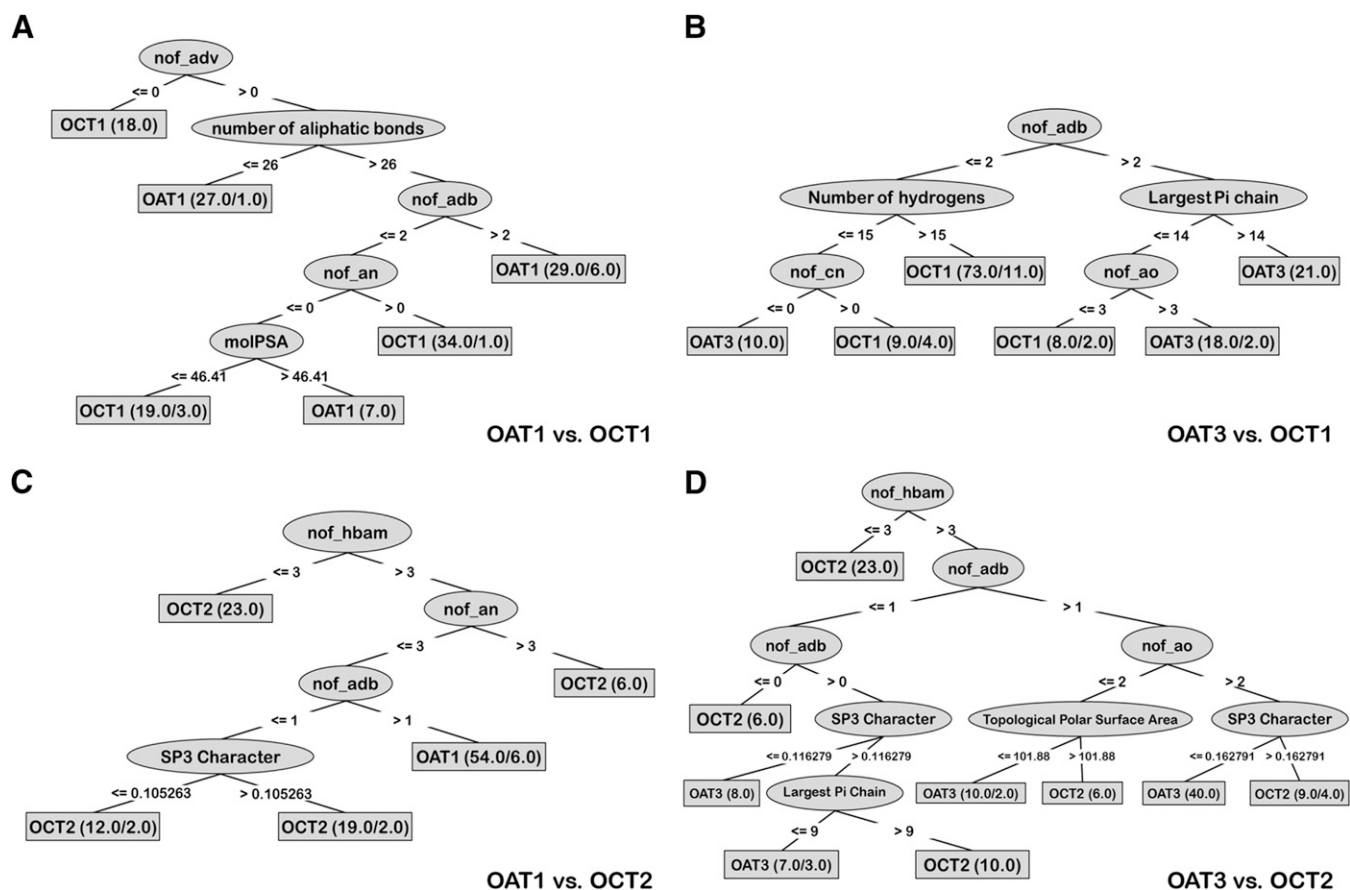 A
nof_adv
<= 0 > 0
OCT1 (18.0) number of aliphatic bonds
<= 26 > 26
OAT1 (27.0/1.0) nof_adb
<= 2 > 2
nof_an OAT1 (29.0/6.0)
<=0 > 0
molPSA OCT1 (34.0/1.0)
<= 46.41 > 46.41
OCT1 (19.0/3.0) OAT1 (7.0)
OAT1 vs. OCT1
B
nof_adb
<= 2 > 2
Number of hydrogens Largest Pi chain
<= 15 > 15 <= 14 > 14
nof_cn OCT1 (73.0/11.0) nof_ao OAT3 (21.0)
<= 0 > 0 <= 3 > 3
OAT3 (10.0) OCT1 (9.0/4.0) OCT1 (8.0/2.0) OAT3 (18.0/2.0)
OAT3 vs. OCT1
C
nof_hbam
<= 3 > 3
OCT2 (23.0) nof_an
<= 3 > 3
nof_adb OCT2 (6.0)
<= 1 >1
SP3 Character OAT1 (54.0/6.0)
<= 0.105263 > 0.105263
OCT2 (12.0/2.0) OCT2 (19.0/2.0)
OAT1 vs. OCT2
D
nof_hbam
<= 3 > 3
OCT2 (23.0) nof_adb
<= 1 > 1
nof_adb nof_ao
<= 0 > 0 <= 2 > 2
OCT2 (6.0) SP3 Character Topological Polar Surface Area SP3 Character
<= 0.116279 > 0.116279 <= 101.88 > 101.88 <= 0.162791 > 0.162791
OAT3 (8.0) Largest Pi Chain OAT3 (10.0/2.0) OCT2 (6.0) OAT3 (40.0) OCT2 (9.0/4.0)
<= 9 > 9
OAT3 (7.0/3.0) OCT2 (10.0)
OAT3 vs. OCT2